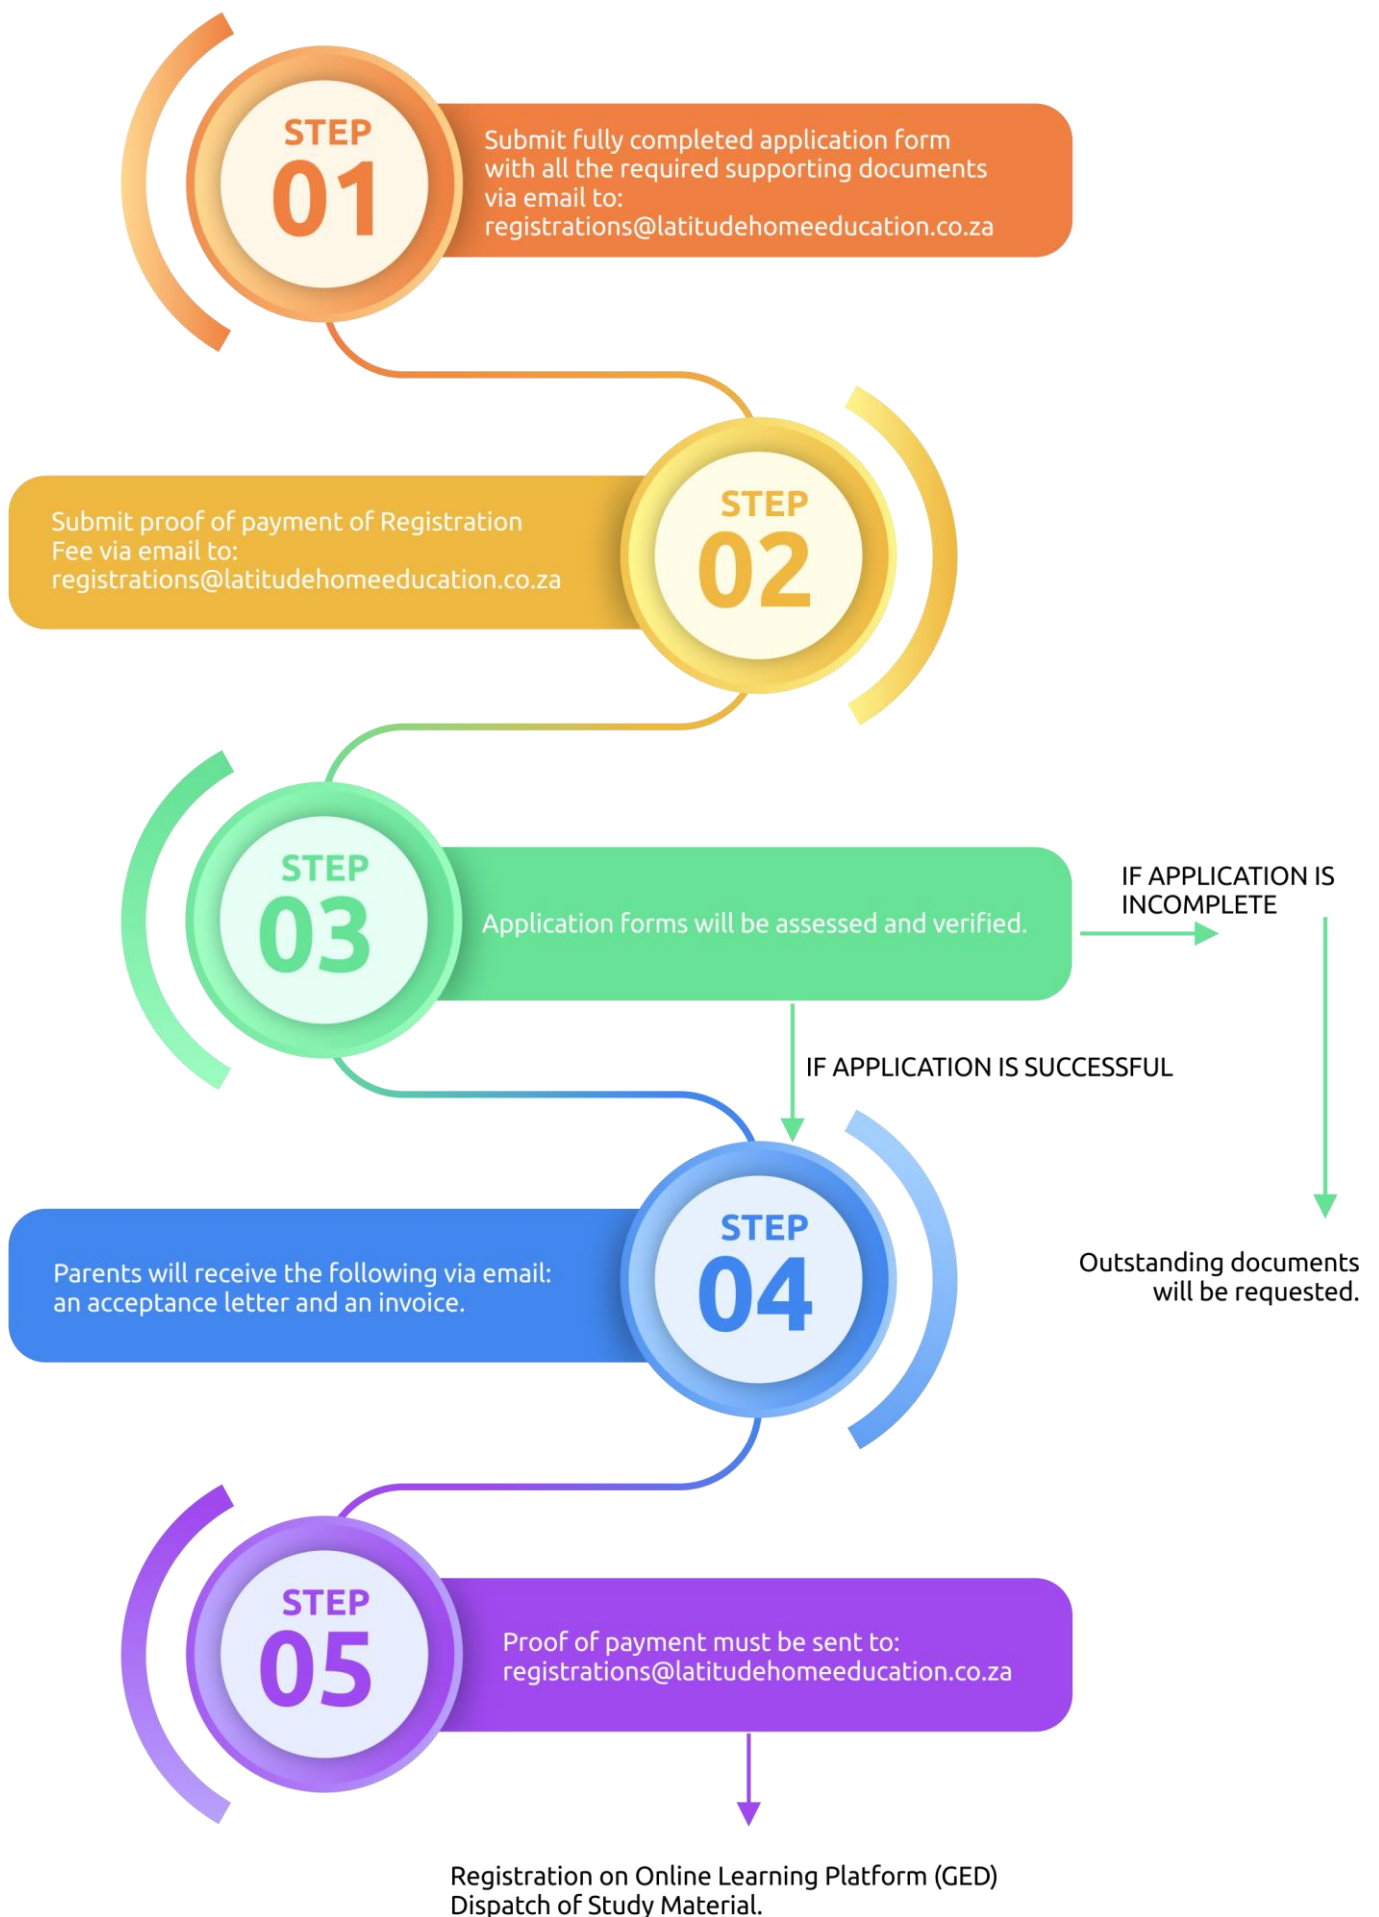 STEP
01
Submit fully completed application form
with all the required supporting documents
via email to:
registrations@latitudehomeeducation.co.za
Submit proof of payment of Registration
Fee via email to:
registrations@latitudehomeeducation.co.za
STEP
02
STEP
03
Application forms will be assessed and verified.
IF APPLICATION IS
INCOMPLETE
IF APPLICATION IS SUCCESSFUL
Parents will receive the following via email:
an acceptance letter and an invoice.
STEP
04
Outstanding documents
will be requested.
STEP
05
Proof of payment must be sent to:
registrations@latitudehomeeducation.co.za
Registration on Online Learning Platform (GED)
Dispatch of Study Material.